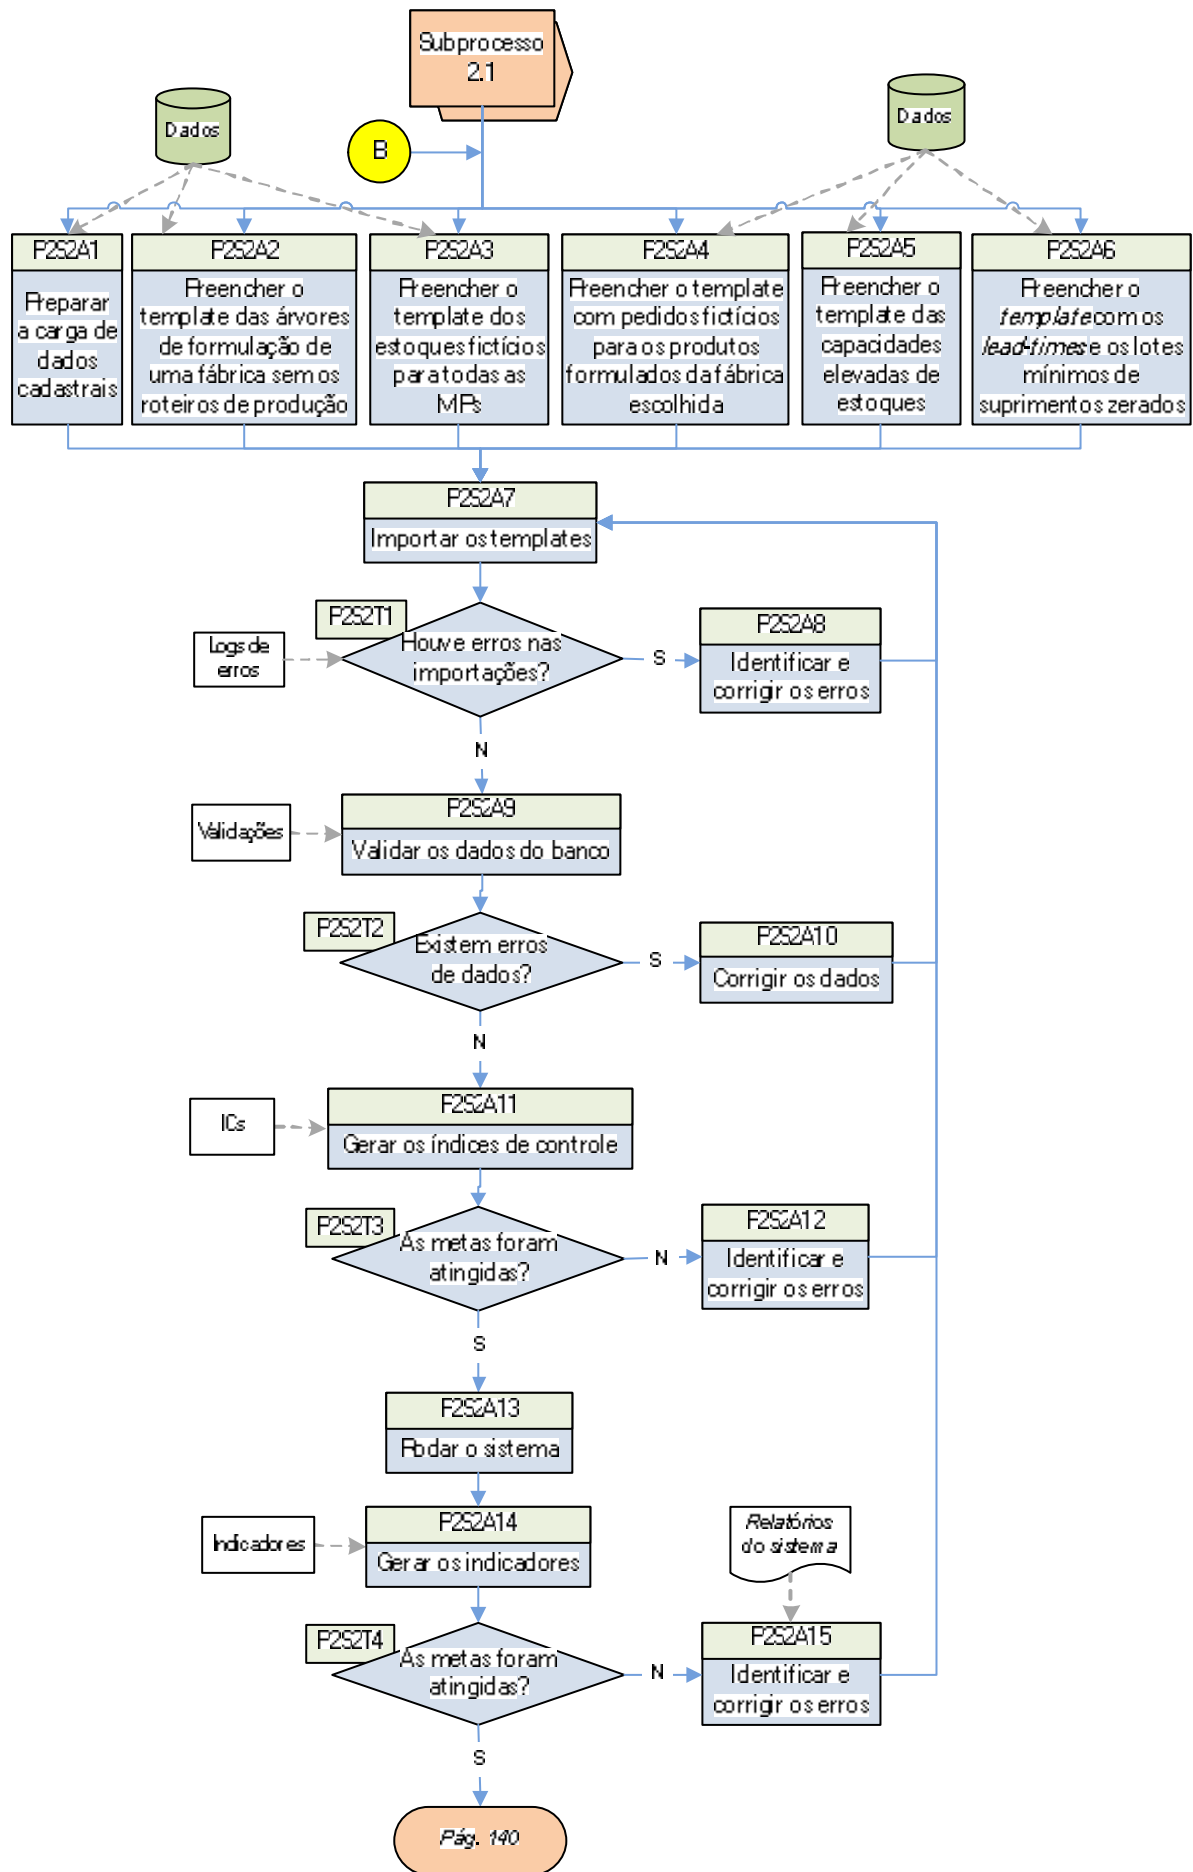 Subprocesso
2.1
Dados
Dados
B
P2S2A1
Preparar
a carga de
dados
cadastrais
P2S2A2
Preencher o
template das árvores
de formulação de
uma fábrica sem os
roteiros de produção
P2S2A3
Preencher o
template dos
estoques fictícios
para todas as
MPs
P2S2A4
Preencher o template
com pedidos fictícios
para os produtos
formulados da fábrica
escolhida
P2S2A5
Preencher o
template das
capacidades
elevadas de
estoques
P2S2A6
Preencher o
template com os
lead-times e os lotes
mínimos de
suprimentos zerados
P2S2A7
Importar os templates
P2S2T1
Houve erros nas
importações?
Logs de
erros
S
P2S2A8
Identificar e
corrigir os erros
N
P2S2A9
Validar os dados do banco
Validações
P2S2T2
Existem erros
de dados?
S
P2S2A10
Corrigir os dados
N
P2S2A11
Gerar os índices de controle
ICs
P2S2T3
As metas foram
atingidas?
N
P2S2A12
Identificar e
corrigir os erros
S
P2S2A13
Rodar o sistema
P2S2A14
Gerar os indicadores
Indicadores
Relatórios
do sistema
P2S2T4
As metas foram
atingidas?
N
P2S2A15
Identificar e
corrigir os erros
S
Pág. 140